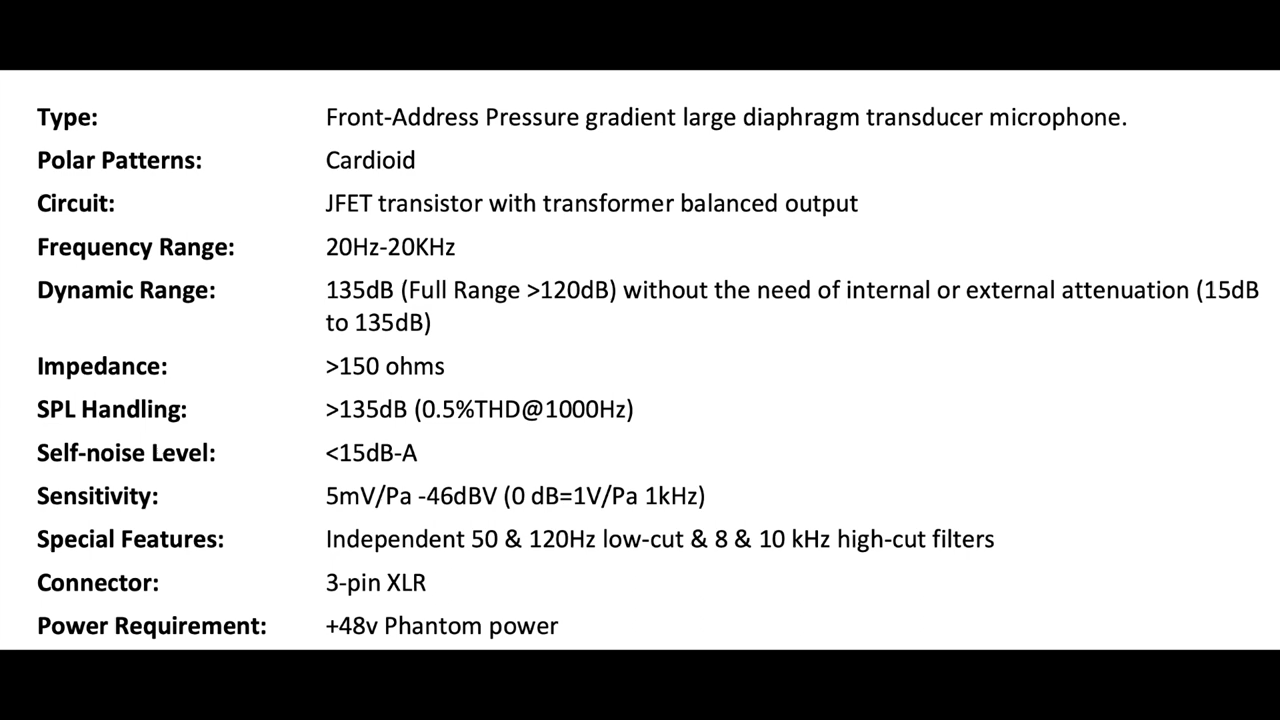 Type: Front-Address Pressure gradient large diaphragm transducer microphone.
Polar Patterns: Cardioid
Circuit: JFET transistor with transformer balanced output
Frequency Range: 20Hz-20KHz
Dynamic Range: 135dB (Full Range >120dB) without the need of internal or external attenuation (15dB
to 135dB)
Impedance: >150 ohms
SPL Handling: >135dB (0.5%THD@1000Hz)
Self-noise Level: <15dB-A
Sensitivity: 5mV/Pa -46dBV (0 dB=1V/Pa 1kHz)
Special Features: Independent 50 & 120Hz low-cut & 8 & 10 kHz high-cut filters
Connector: 3-pin XLR
Power Requirement: +48v Phantom power